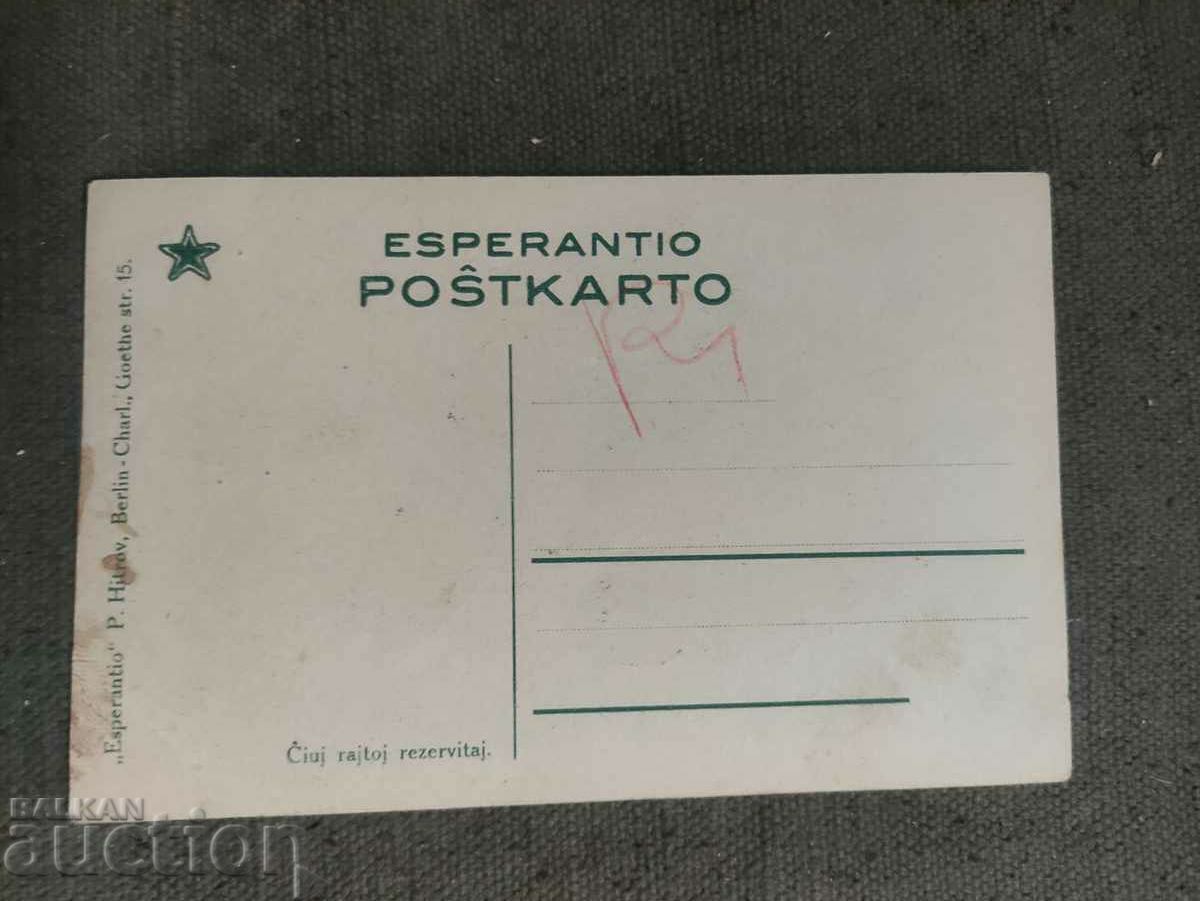 ESPERANTIO
POŜTKARTO
„Esperantio“ P. Hitrov, Berlin-Charl., Goethe str. 15.
Ĉiuj rajtoj rezervitaj.
BALKAN
auction